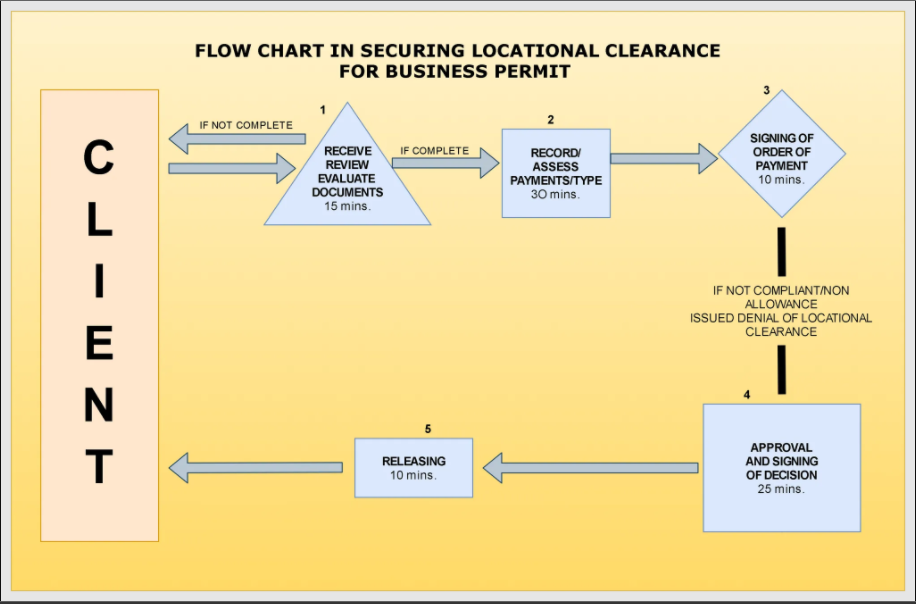 FLOW CHART IN SECURING LOCATIONAL CLEARANCE
FOR BUSINESS PERMIT
CLIENT
IF NOT COMPLETE
1
RECEIVE
REVIEW
EVALUATE
DOCUMENTS
15 mins.
IF COMPLETE
2
RECORD/
ASSESS
PAYMENTS/TYPE
30 mins.
3
SIGNING OF
ORDER OF
PAYMENT
10 mins.
IF NOT COMPLIANT/NON
ALLOWANCE
ISSUED DENIAL OF LOCATIONAL
CLEARANCE
4
APPROVAL
AND SIGNING
OF DECISION
25 mins.
5
RELEASING
10 mins.